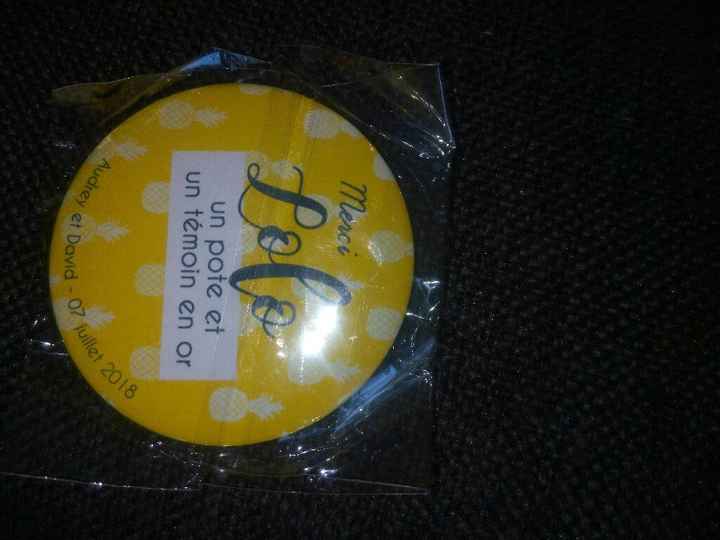 Merci
Lolo
un pote et
un témoin en or
Audrey et David - 07 juillet 2018